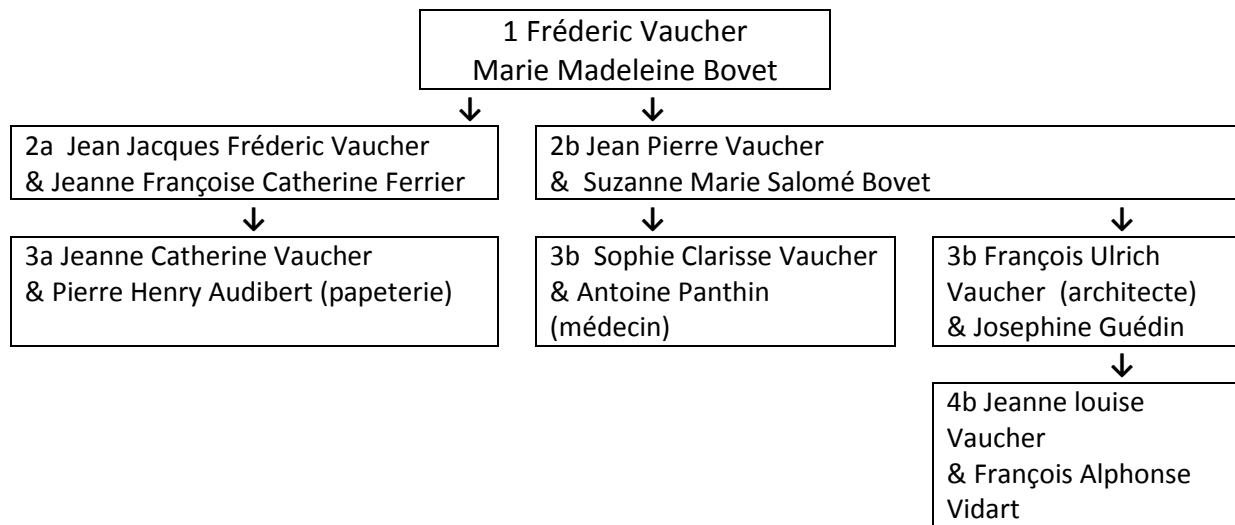 1 Fréderic Vaucher
Marie Madeleine Bovet
2a Jean Jacques Fréderic Vaucher
& Jeanne Françoise Catherine Ferrier
2b Jean Pierre Vaucher
& Suzanne Marie Salomé Bovet
3a Jeanne Catherine Vaucher
& Pierre Henry Audibert (papeterie)
3b Sophie Clarisse Vaucher
& Antoine Panthin
(médecin)
3b François Ulrich
Vaucher (architecte)
& Josephine Guédin
4b Jeanne louise
Vaucher
& François Alphonse
Vidart